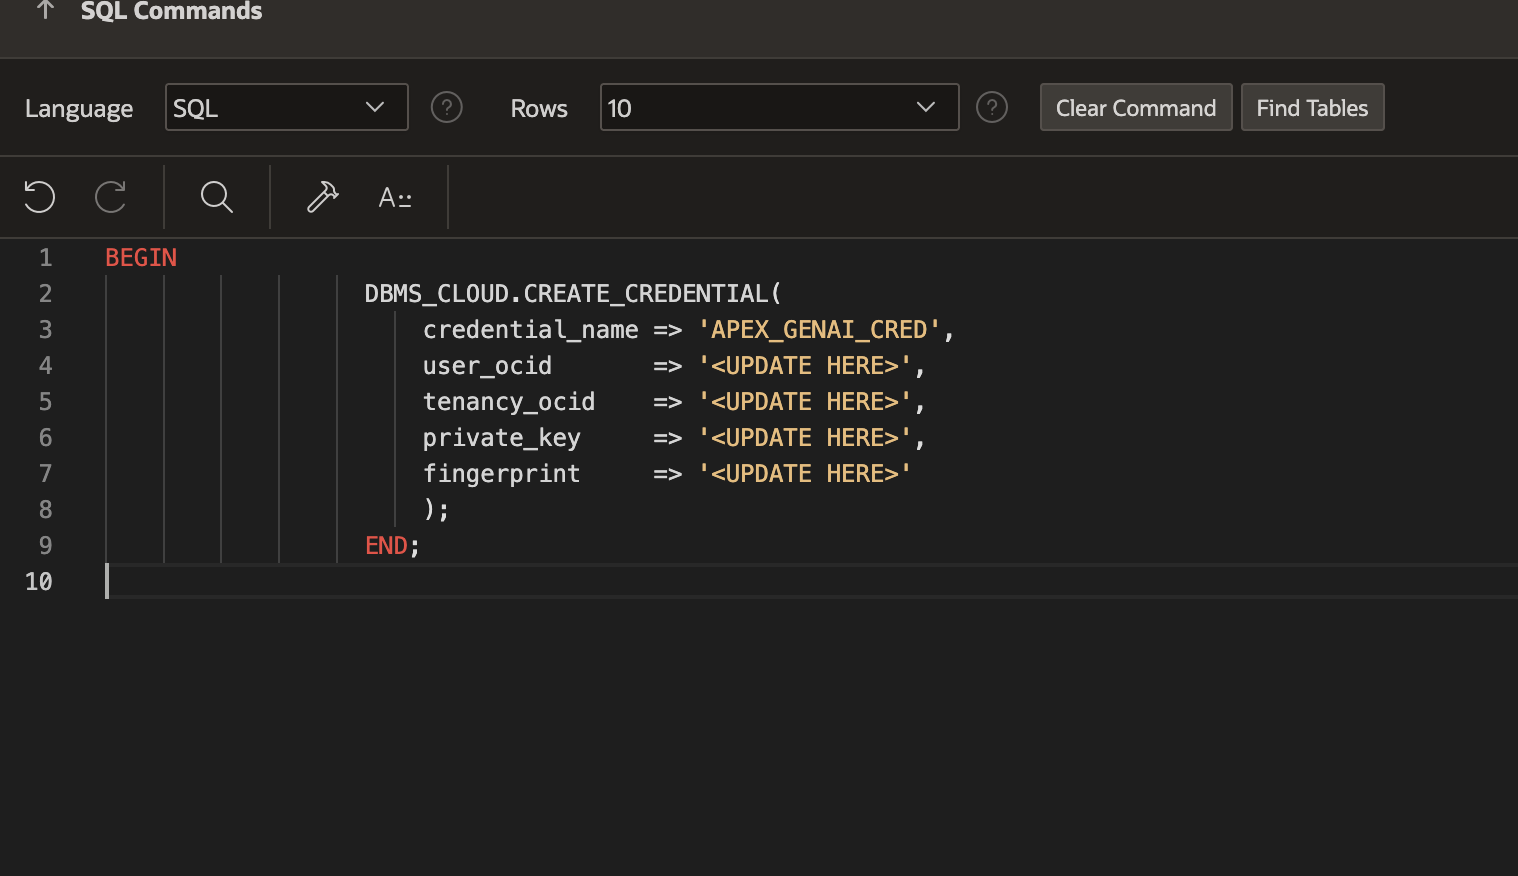 SQL Commands
Language SQL ? Rows 10 ? Clear Command Find Tables
A
1 BEGIN
2 DBMS_CLOUD.CREATE_CREDENTIAL(
3 credential_name => 'APEX_GENAI_CRED',
4 user_ocid => '<UPDATE HERE>',
5 tenancy_ocid => '<UPDATE HERE>',
6 private_key => '<UPDATE HERE>',
7 fingerprint => '<UPDATE HERE>'
8 );
9 END;
10